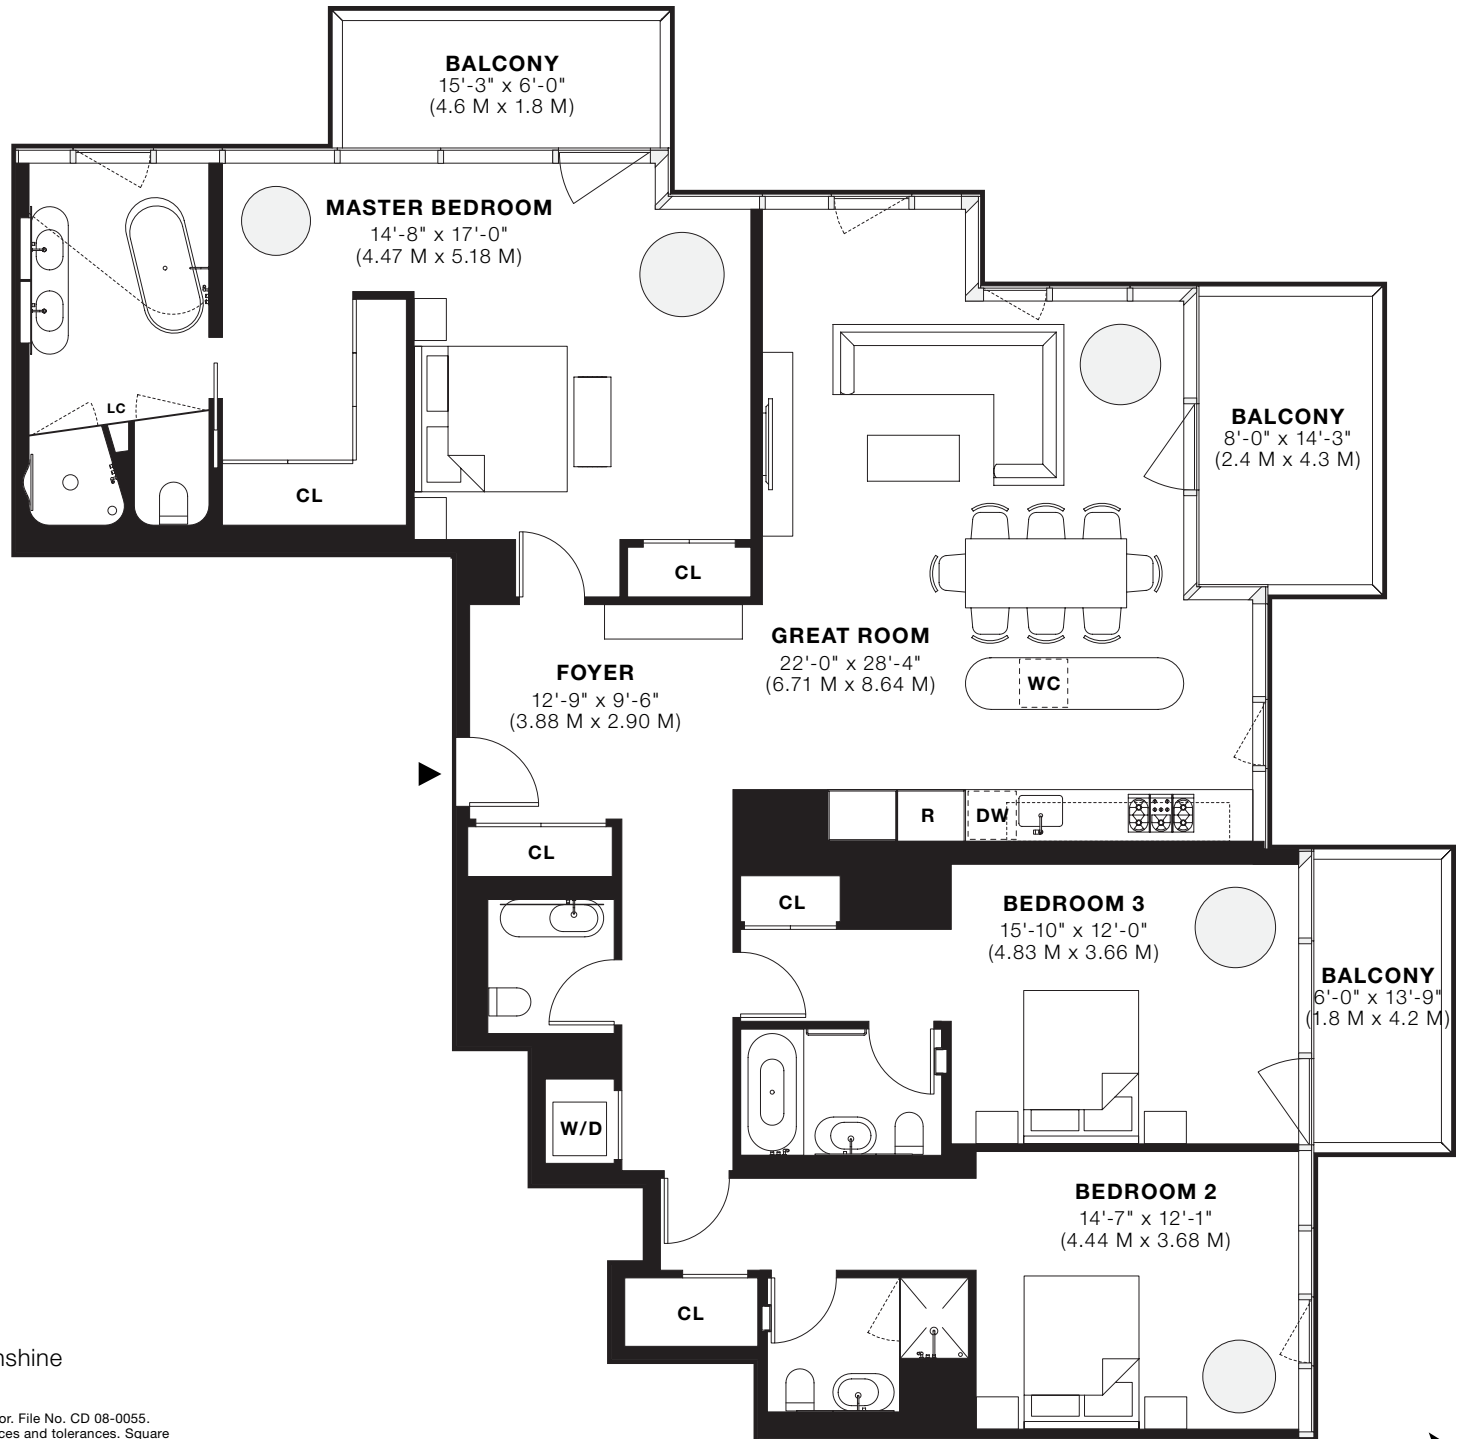 BALCONY
15'-3" x 6'-0"
(4.6 M x 1.8 M)
MASTER BEDROOM
14'-8" x 17'-0"
(4.47 M x 5.18 M)
LC
CL
CL
BALCONY
8'-0" x 14'-3"
(2.4 M x 4.3 M)
GREAT ROOM
22'-0" x 28'-4"
(6.71 M x 8.64 M)
WC
FOYER
12'-9" x 9'-6"
(3.88 M x 2.90 M)
R
DW
CL
CL
BEDROOM 3
15'-10" x 12'-0"
(4.83 M x 3.66 M)
BALCONY
6'-0" x 13'-9"
(1.8 M x 4.2 M)
W/D
BEDROOM 2
14'-7" x 12'-1"
(4.44 M x 3.68 M)
CL
nshine
or. File No. CD 08-0055.
ces and tolerances. Square